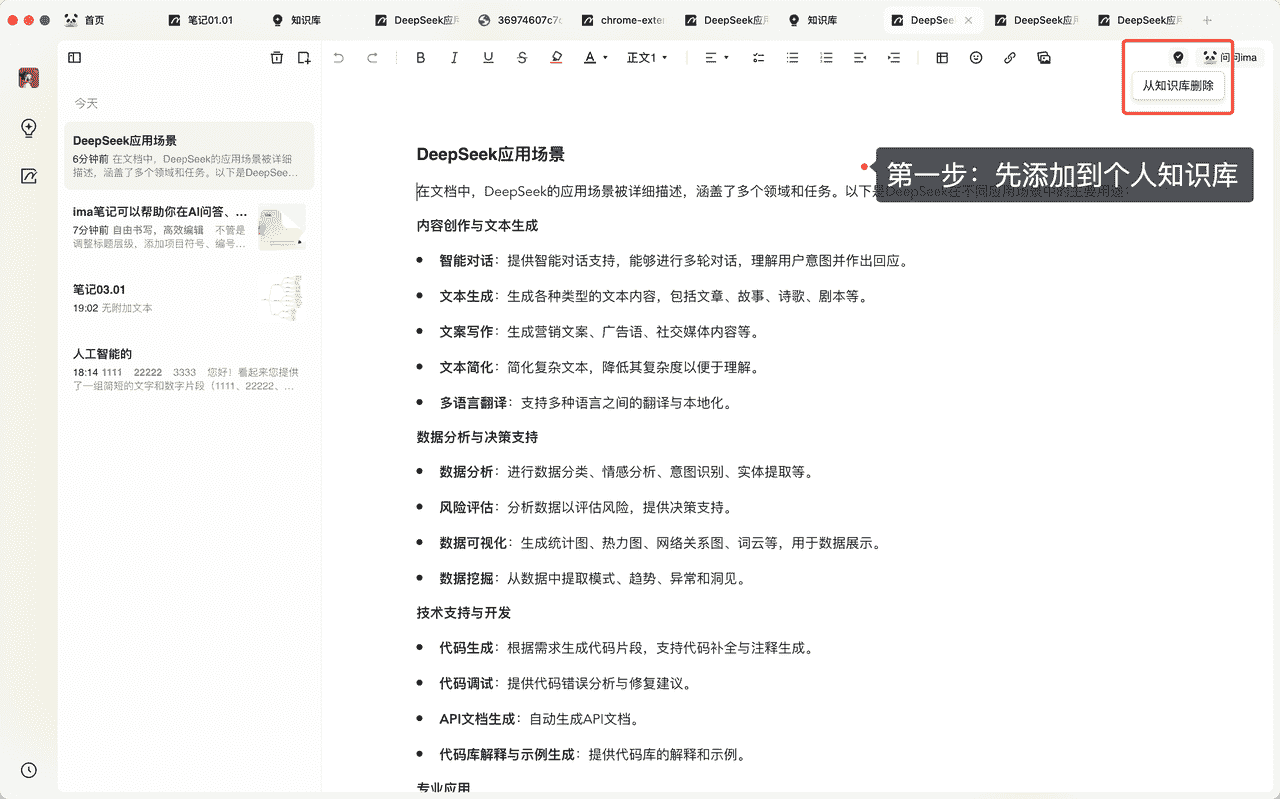 首页
笔记01.01
知识库
DeepSeek应用
36974607c7c
chrome-exte
DeepSeek应用
知识库
DeepSee
DeepSeek应用
DeepSeek应用
B I U S A 正文1
问问ima
从知识库删除
今天
DeepSeek应用场景
6分钟前 在文档中，DeepSeek的应用场景被详细
描述，涵盖了多个领域和任务。以下是DeepSee...
ima笔记可以帮助你在AI问答、...
7分钟前 自由书写，高效编辑 不管是
调整标题层级，添加项目符号、编号...
笔记03.01
19:02 无附加文本
人工智能的
18:14 1111 22222 3333 您好！看起来您提供
了一组简短的文字和数字片段（1111、22222、...
DeepSeek应用场景
第一步：先添加到个人知识库
在文档中，DeepSeek的应用场景被详细描述，涵盖了多个领域和任务。以下是DeepSeek在不同应用场景中的主要用途：
内容创作与文本生成
智能对话：提供智能对话支持，能够进行多轮对话，理解用户意图并作出回应。
文本生成：生成各种类型的文本内容，包括文章、故事、诗歌、剧本等。
文案写作：生成营销文案、广告语、社交媒体内容等。
文本简化：简化复杂文本，降低其复杂度以便于理解。
多语言翻译：支持多种语言之间的翻译与本地化。
数据分析与决策支持
数据分析：进行数据分类、情感分析、意图识别、实体提取等。
风险评估：分析数据以评估风险，提供决策支持。
数据可视化：生成统计图、热力图、网络关系图、词云等，用于数据展示。
数据挖掘：从数据中提取模式、趋势、异常和洞见。
技术支持与开发
代码生成：根据需求生成代码片段，支持代码补全与注释生成。
代码调试：提供代码错误分析与修复建议。
API文档生成：自动生成API文档。
代码库解释与示例生成：提供代码库的解释和示例。
专业应用